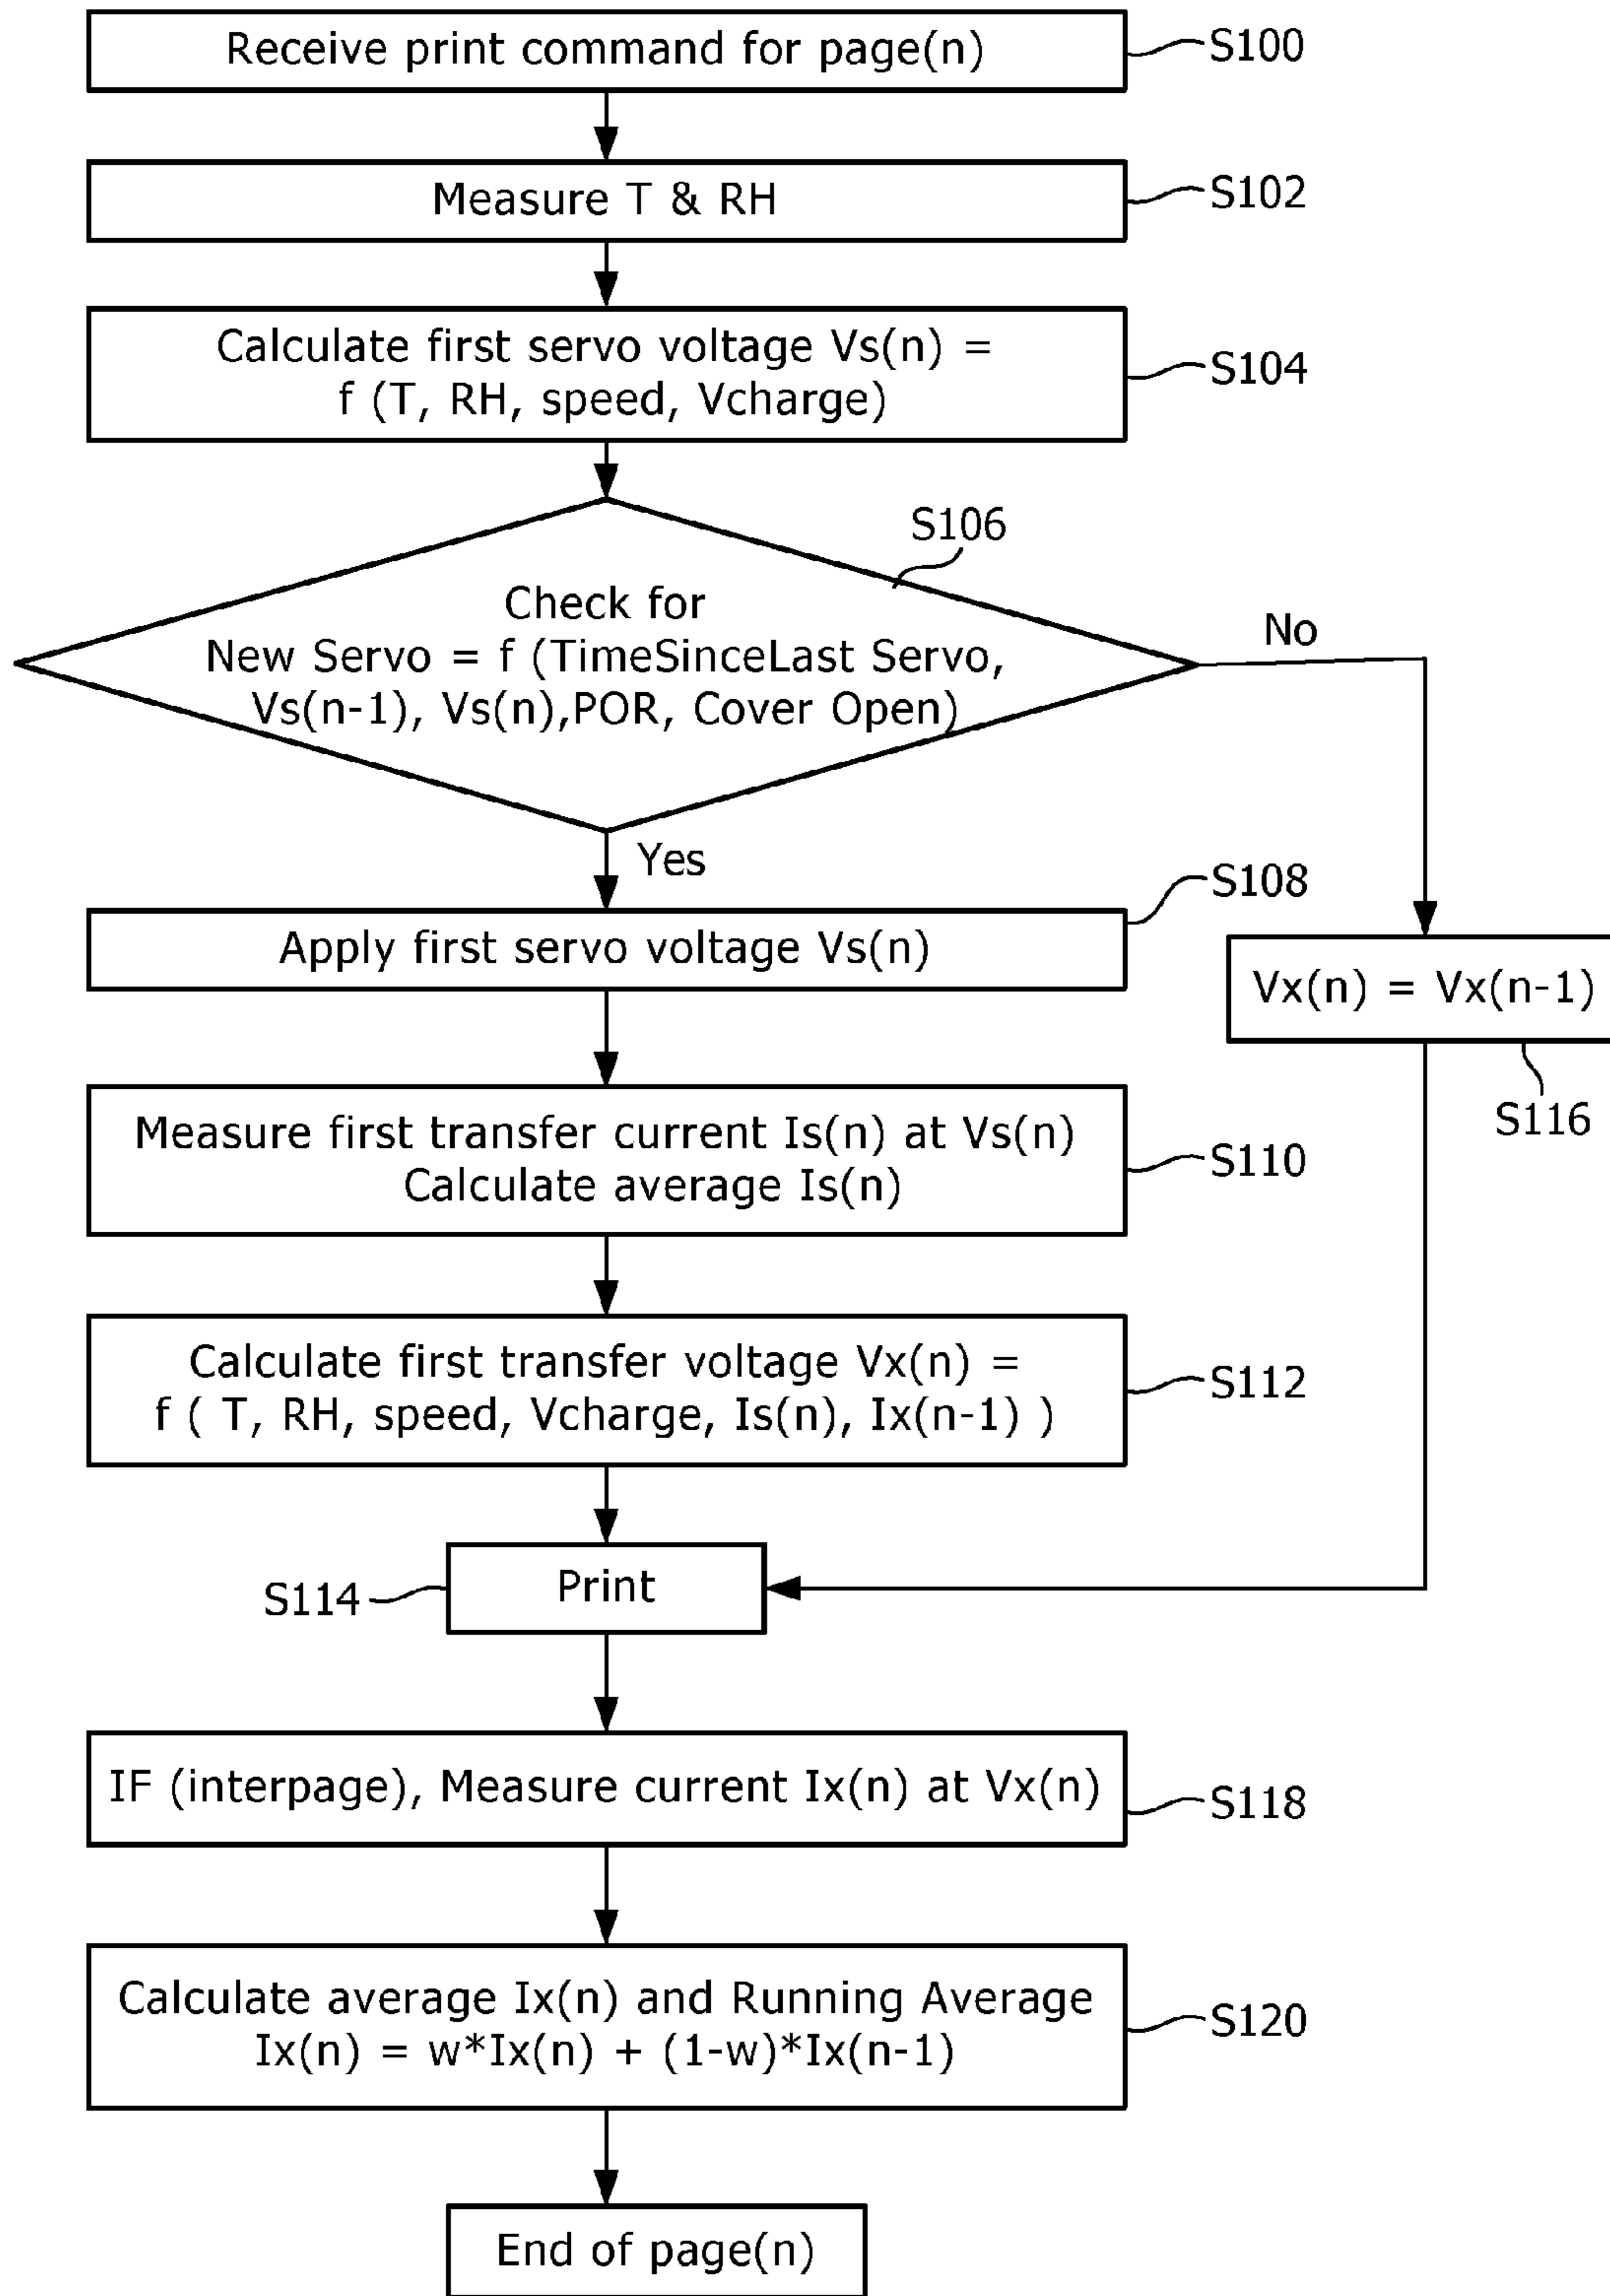 Receive print command for page(n)
S100
Measure T & RH
S102
Calculate first servo voltage Vs(n) =
f (T, RH, speed, Vcharge)
S104
S106
Check for
New Servo = f (TimeSinceLast Servo,
Vs(n-1), Vs(n),POR, Cover Open)
No
Yes
Apply first servo voltage Vs(n)
S108
Vx(n) = Vx(n-1)
S116
Measure first transfer current Is(n) at Vs(n)
Calculate average Is(n)
S110
Calculate first transfer voltage Vx(n) =
f ( T, RH, speed, Vcharge, Is(n), Ix(n-1) )
S112
Print
S114
IF (interpage), Measure current Ix(n) at Vx(n)
S118
Calculate average Ix(n) and Running Average
Ix(n) = w*Ix(n) + (1-w)*Ix(n-1)
S120
End of page(n)